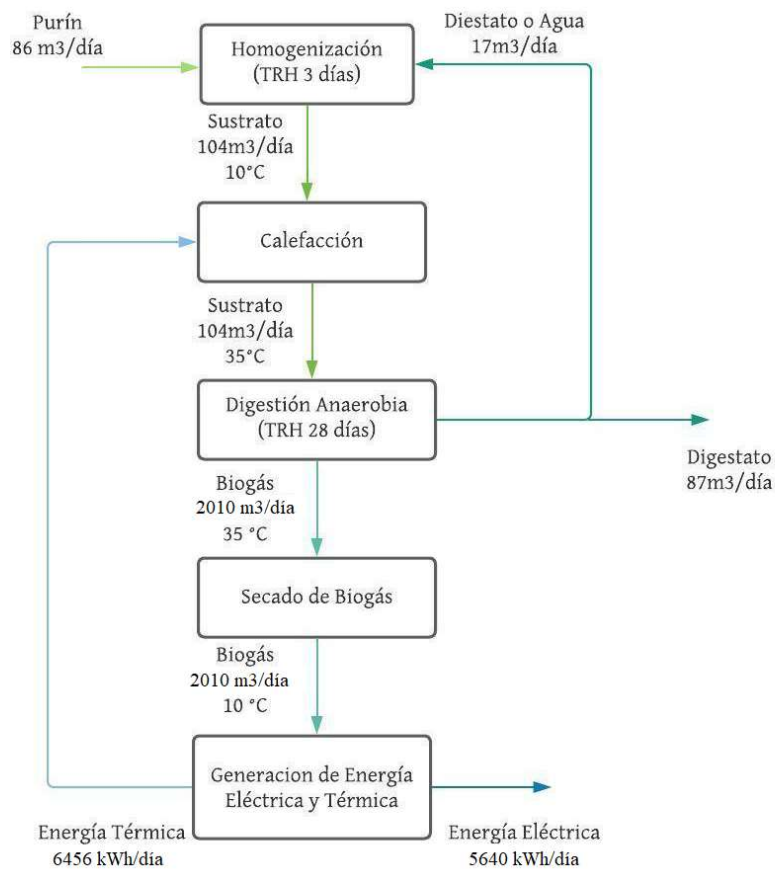 Purín
86 m3/día
Homogenización
(TRH 3 días)
Diestato o Agua
17m3/día
Sustrato
104m3/día
10°C
Calefacción
Sustrato
104m3/día
35°C
Digestión Anaerobia
(TRH 28 días)
Digestato
87m3/día
Biogás
2010 m3/día
35 °C
Secado de Biogás
Biogás
2010 m3/día
10 °C
Generacion de Energía
Eléctrica y Térmica
Energía Térmica
6456 kWh/día
Energía Eléctrica
5640 kWh/día